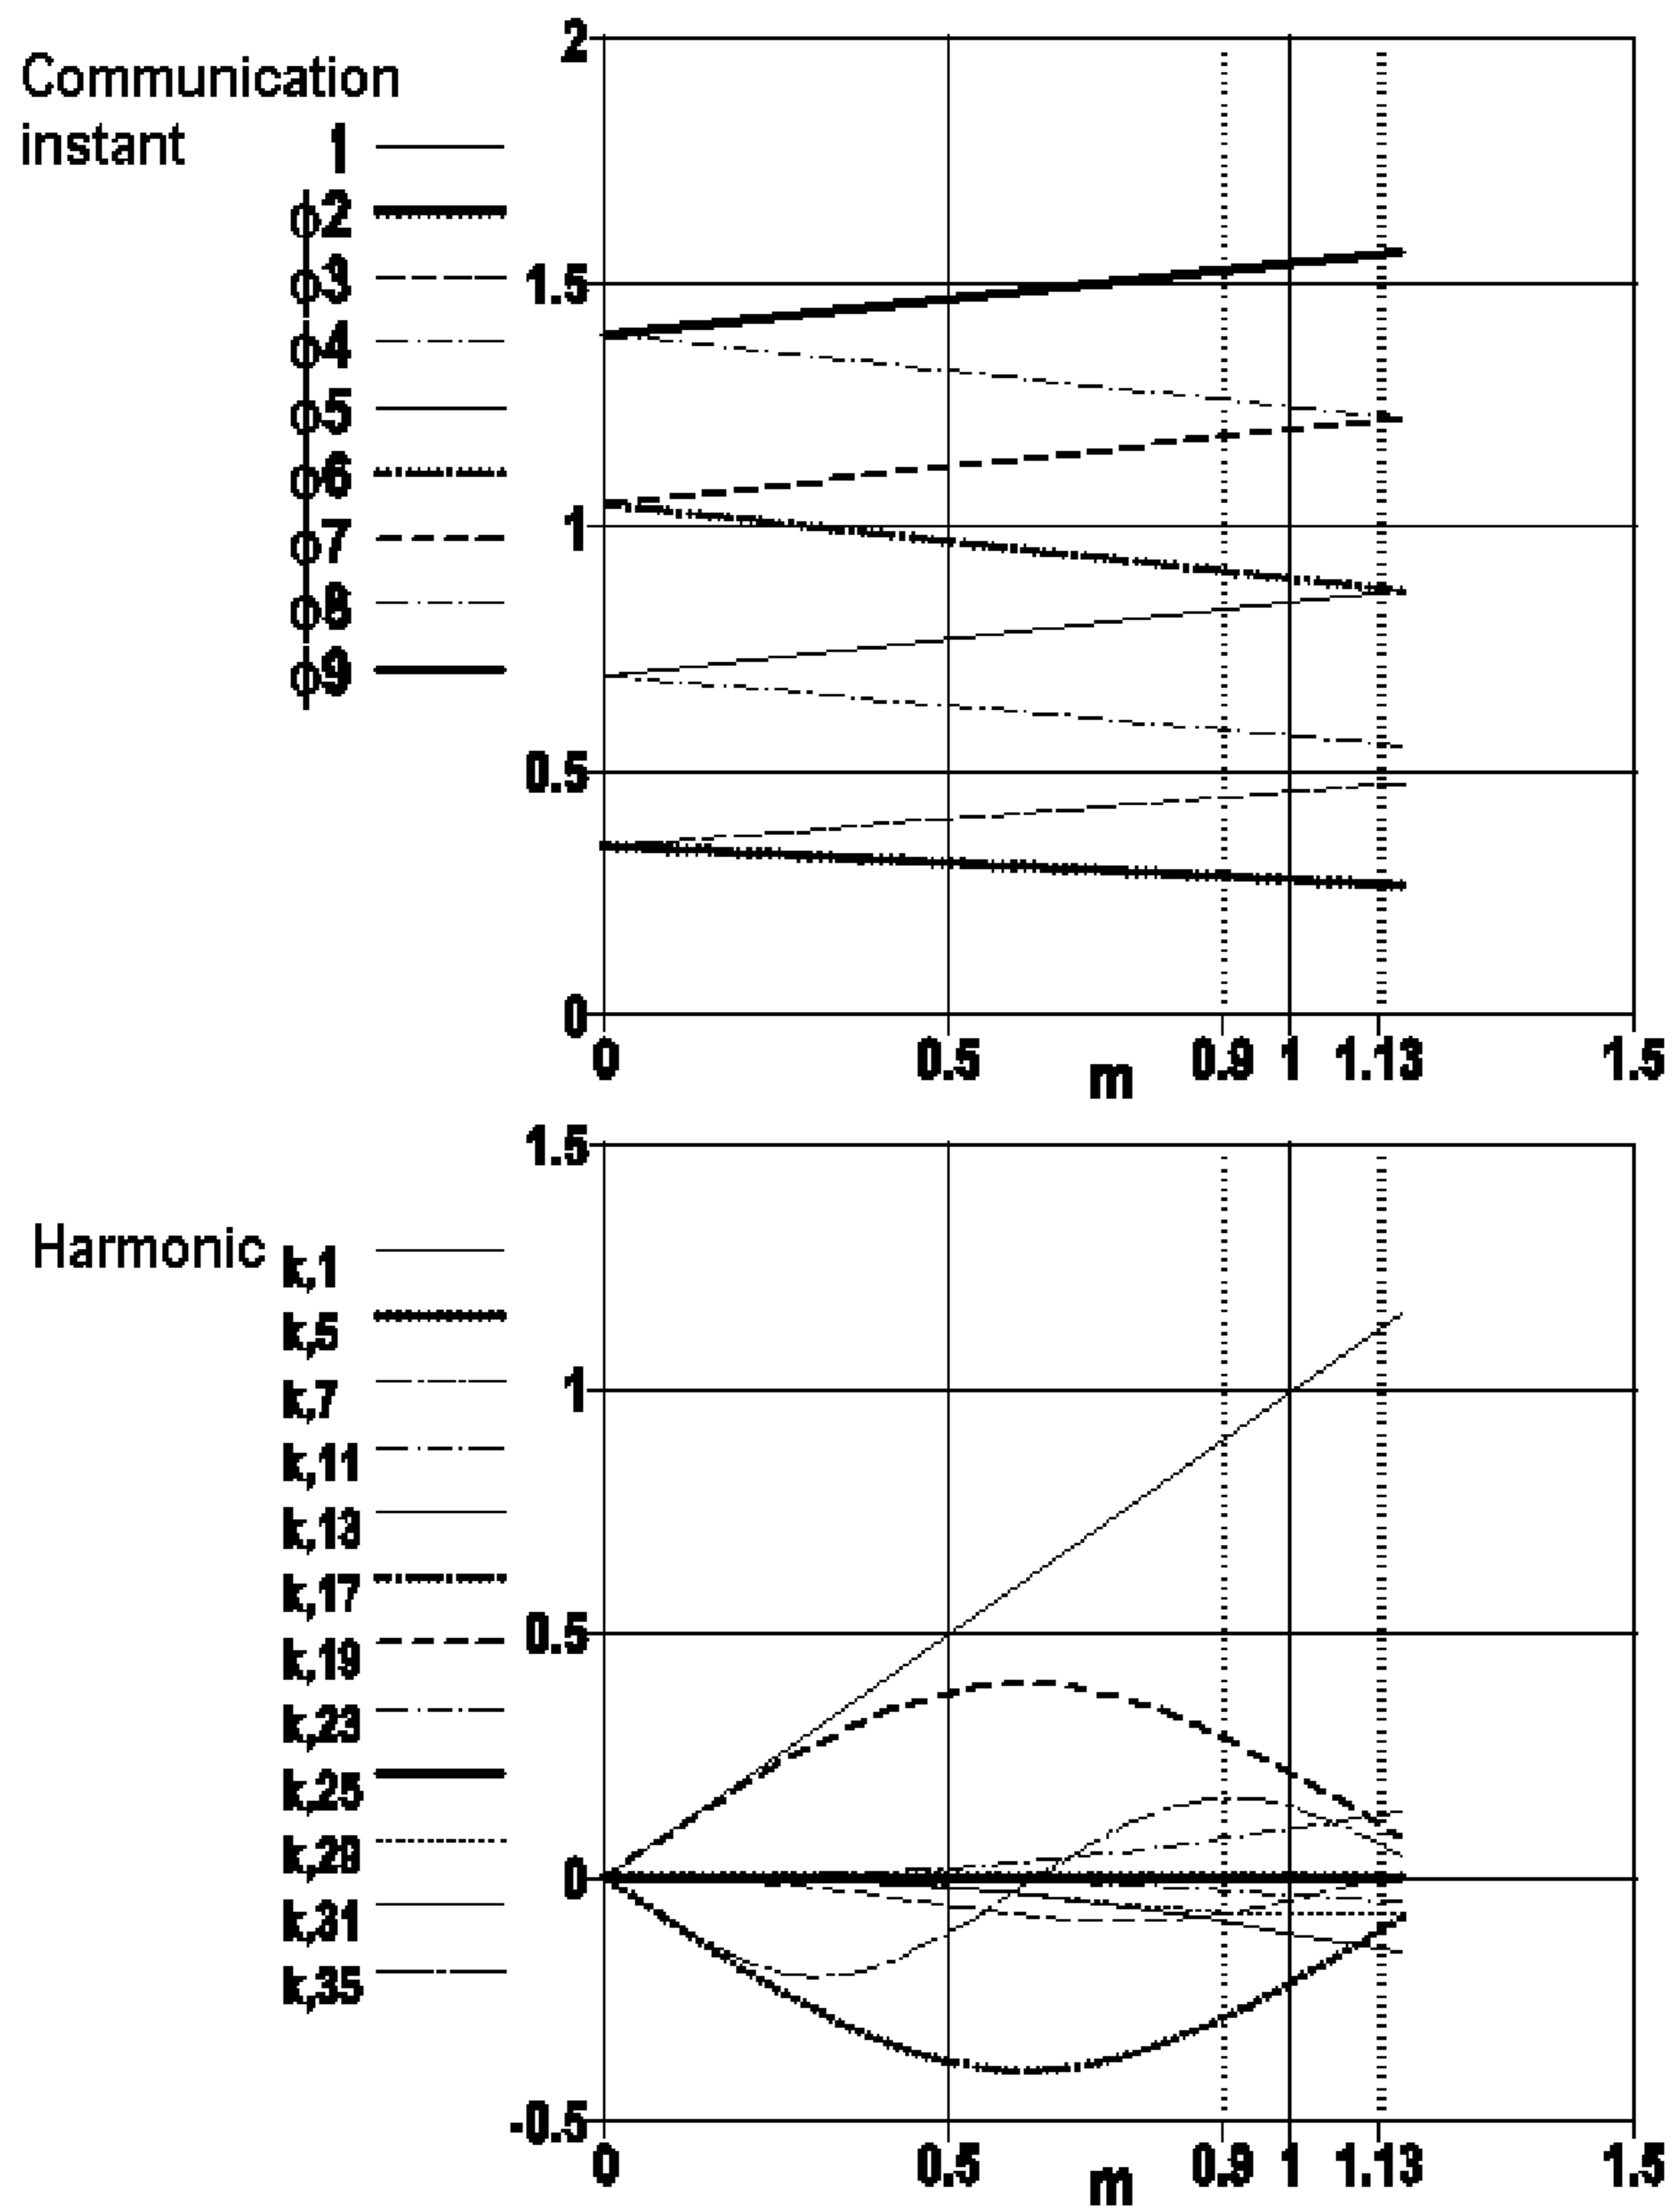 Communication
instant
1
ϕ2
ϕ3
ϕ4
ϕ5
ϕ6
ϕ7
ϕ8
ϕ9
2
1.5
1
0.5
0
0 0.5 m 0.9 1 1.13 1.5
Harmonic
k,1
k,5
k,7
k,11
k,13
k,17
k,19
k,23
k,25
k,29
k,31
k,35
1.5
1
0.5
0
-0.5
0 0.5 m 0.9 1 1.13 1.5